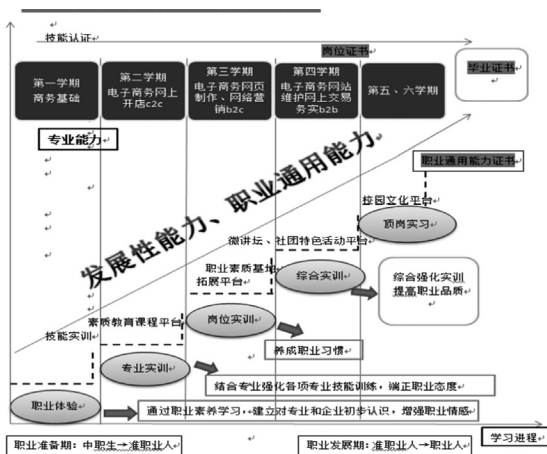 技能认证
岗位证书
毕业证书
第一学期
商务基础
第二学期
电子商务网上
开店c2c
第三学期
电子商务网页
制作、网络营
销b2c
第四学期
电子商务网站
维护网上交易
务实b2b
第五、六学期
专业能力
职业通用能力证书
发展性能力、职业通用能力
校园文化平台
顶岗实习
微讲坛、社团特色活动平台
职业素质基地
拓展平台
综合实训
综合强化实训
提高职业品质
素质教育课程平台
岗位实训
技能实训
养成职业习惯
专业实训
结合专业强化各项专业技能训练，端正职业态度
职业体验
通过职业素养学习，建立对专业和企业初步认识，增强职业情感
学习进程
职业准备期：中职生→准职业人
职业发展期：准职业人→职业人